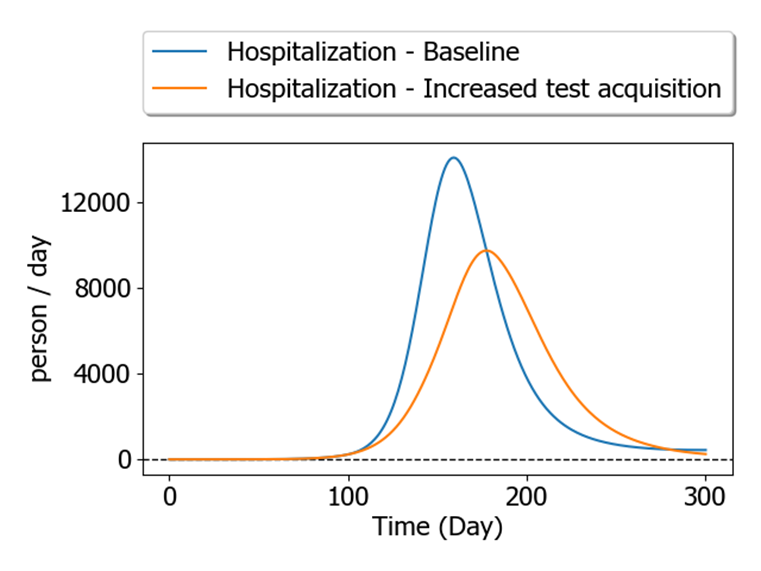 Hospitalization - Baseline
Hospitalization - Increased test acquisition
12000
8000
4000
0
person / day
0 100 200 300
Time (Day)